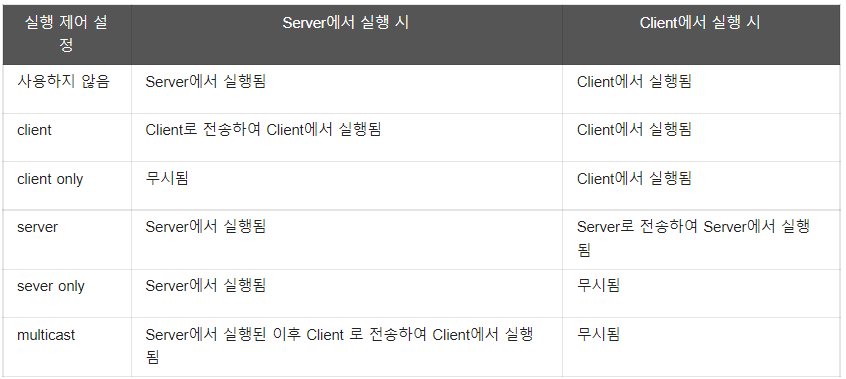 실행 제어 설 Server에서 실행 시 Client에서 실행 시
정
사용하지 않음 Server에서 실행됨 Client에서 실행됨
client Client로 전송하여 Client에서 실행됨 Client에서 실행됨
client only 무시됨 Client에서 실행됨
server Server에서 실행됨 Server로 전송하여 Server에서 실행
됨
sever only Server에서 실행됨 무시됨
multicast Server에서 실행된 이후 Client 로 전송하여 Client에서 실행 무시됨
됨